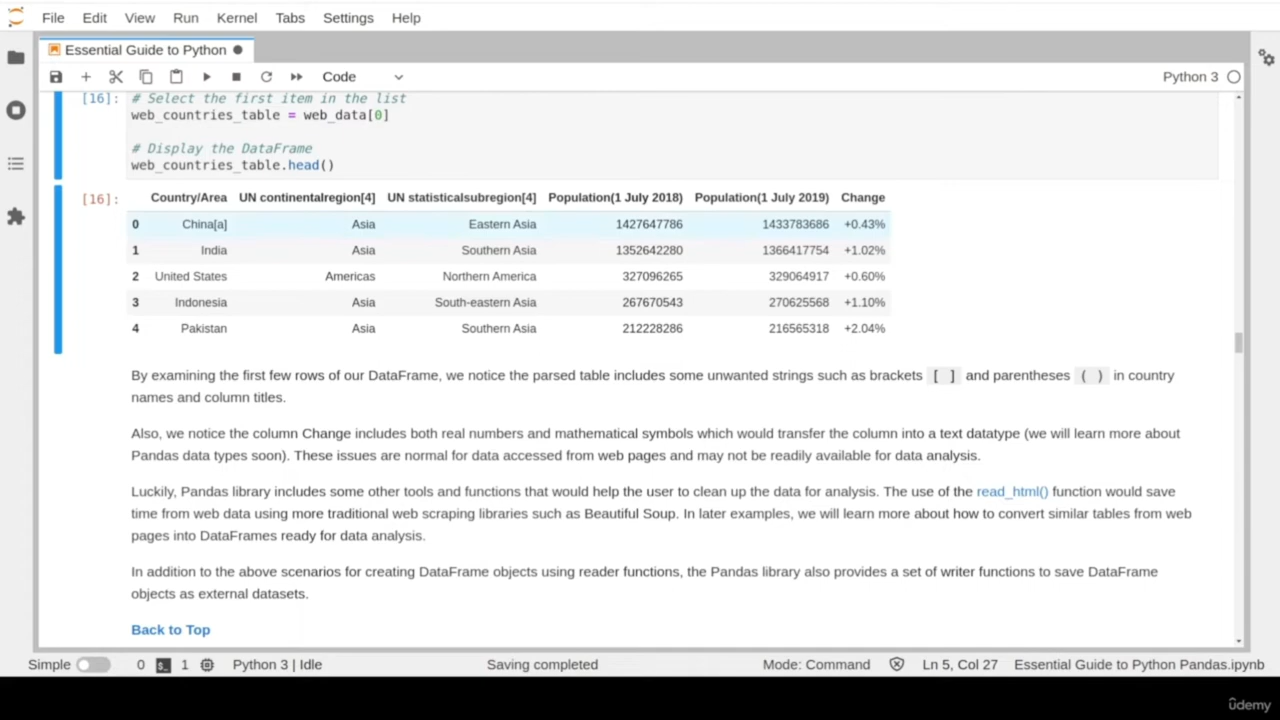 File Edit View Run Kernel Tabs Settings Help
Essential Guide to Python
Code
Python 3
[16]: # Select the first item in the list
web_countries_table = web_data[0]
# Display the DataFrame
web_countries_table.head()
[16]: Country/Area UN continentalregion[4] UN statisticalsubregion[4] Population(1 July 2018) Population(1 July 2019) Change
0 China[a] Asia Eastern Asia 1427647786 1433783686 +0.43%
1 India Asia Southern Asia 1352642280 1366417754 +1.02%
2 United States Americas Northern America 327096265 329064917 +0.60%
3 Indonesia Asia South-eastern Asia 267670543 270625568 +1.10%
4 Pakistan Asia Southern Asia 212228286 216565318 +2.04%
By examining the first few rows of our DataFrame, we notice the parsed table includes some unwanted strings such as brackets [ ] and parentheses ( ) in country
names and column titles.
Also, we notice the column Change includes both real numbers and mathematical symbols which would transfer the column into a text datatype (we will learn more about
Pandas data types soon). These issues are normal for data accessed from web pages and may not be readily available for data analysis.
Luckily, Pandas library includes some other tools and functions that would help the user to clean up the data for analysis. The use of the read_html() function would save
time from web data using more traditional web scraping libraries such as Beautiful Soup. In later examples, we will learn more about how to convert similar tables from web
pages into DataFrames ready for data analysis.
In addition to the above scenarios for creating DataFrame objects using reader functions, the Pandas library also provides a set of writer functions to save DataFrame
objects as external datasets.
Back to Top
Simple 0 $_ 1 Python 3 | Idle Saving completed Mode: Command Ln 5, Col 27 Essential Guide to Python Pandas.ipynb
ûdemy